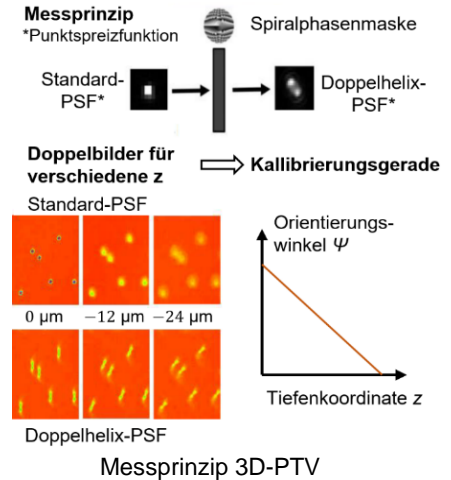 Messprinzip
*Punktspreizfunktion
Spiralphasenmaske
Standard-
PSF*
Doppelhelix-
PSF*
Doppelbilder für
verschiedene z
Kallibrierungsgerade
Standard-PSF
0 µm
−12 µm
−24 µm
Doppelhelix-PSF
Orientierungs-
winkel Ψ
Tiefenkoordinate z
Messprinzip 3D-PTV